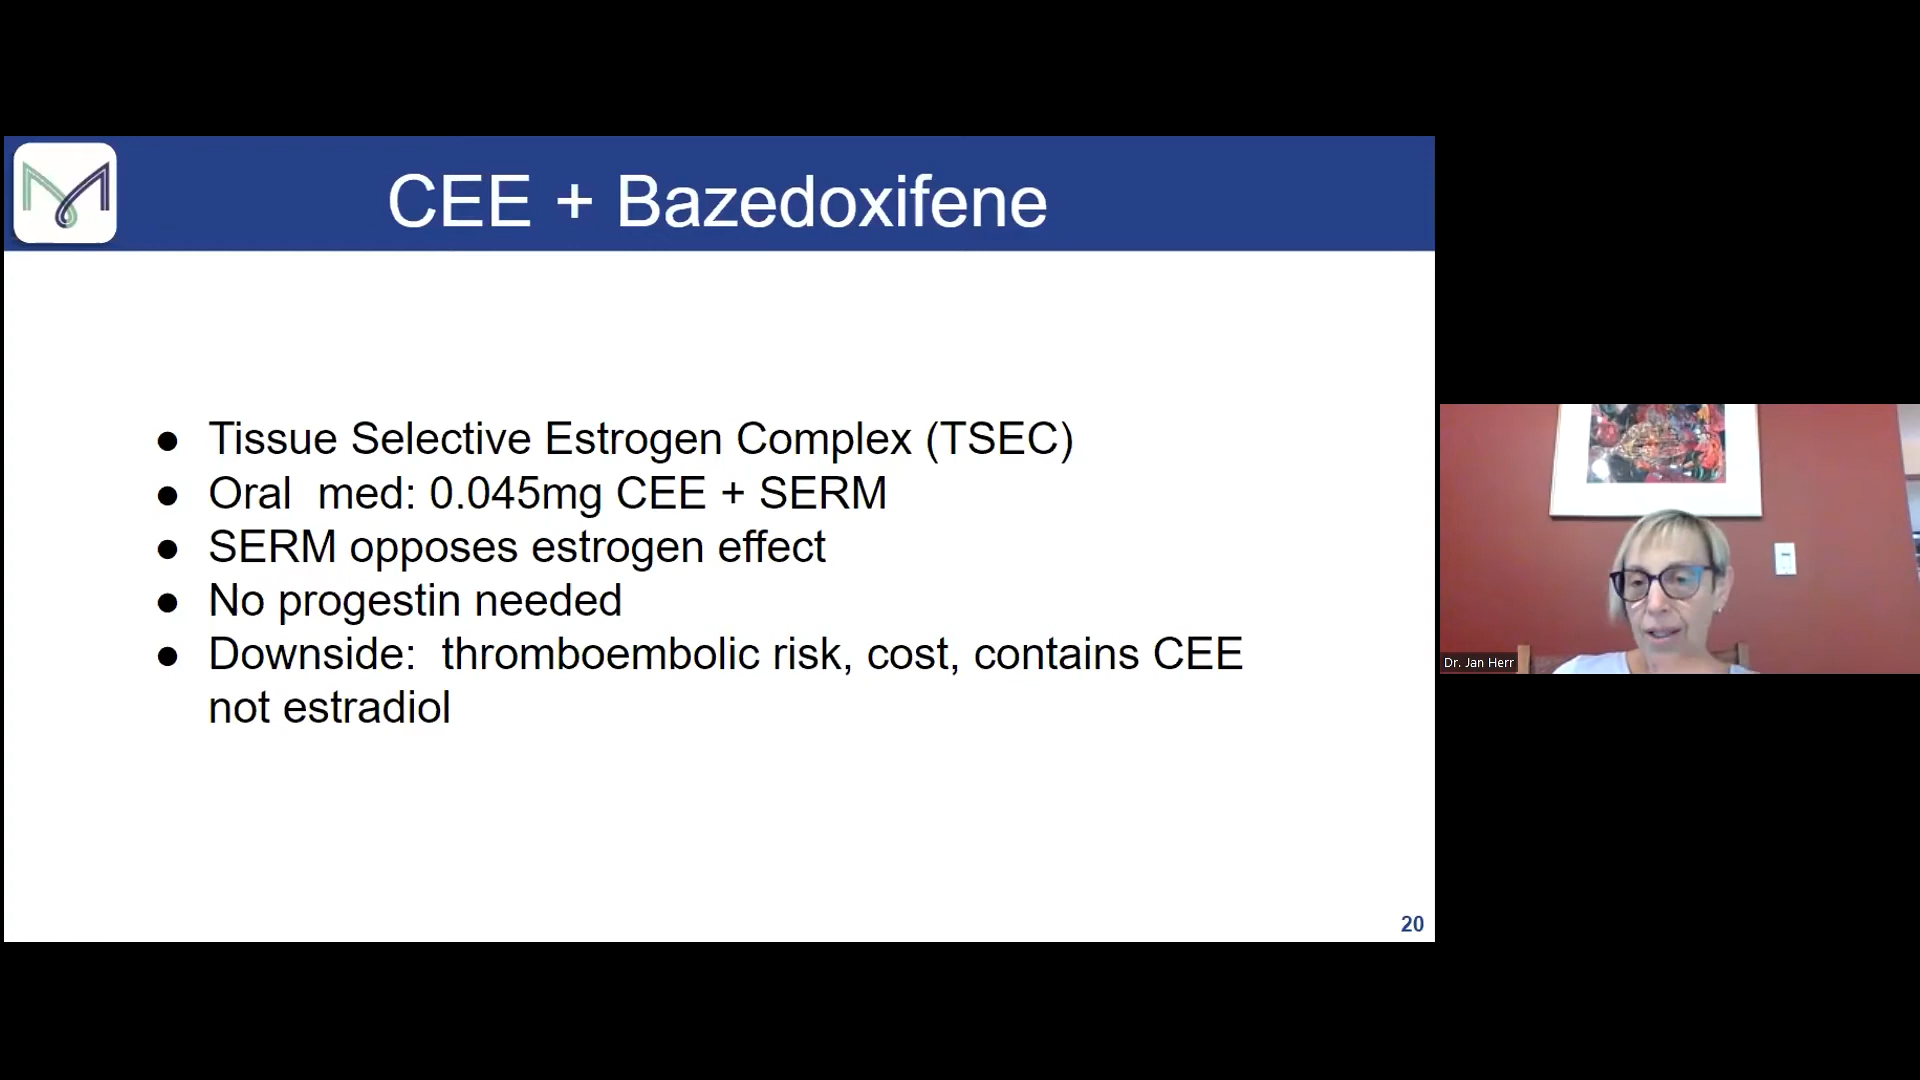 CEE + Bazedoxifene
● Tissue Selective Estrogen Complex (TSEC)
● Oral  med: 0.045mg CEE + SERM
● SERM opposes estrogen effect
● No progestin needed
● Downside:  thromboembolic risk, cost, contains CEE
not estradiol
20
Dr. Jan Herr